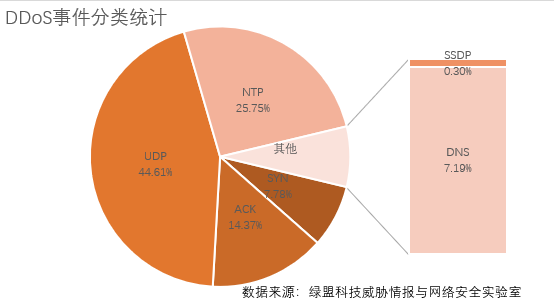 DDoS事件分类统计
SSDP
0.30%
NTP
25.75%
其他
DNS
7.19%
UDP
44.61%
SYN
7.78%
ACK
14.37%
数据来源：绿盟科技威胁情报与网络安全实验室